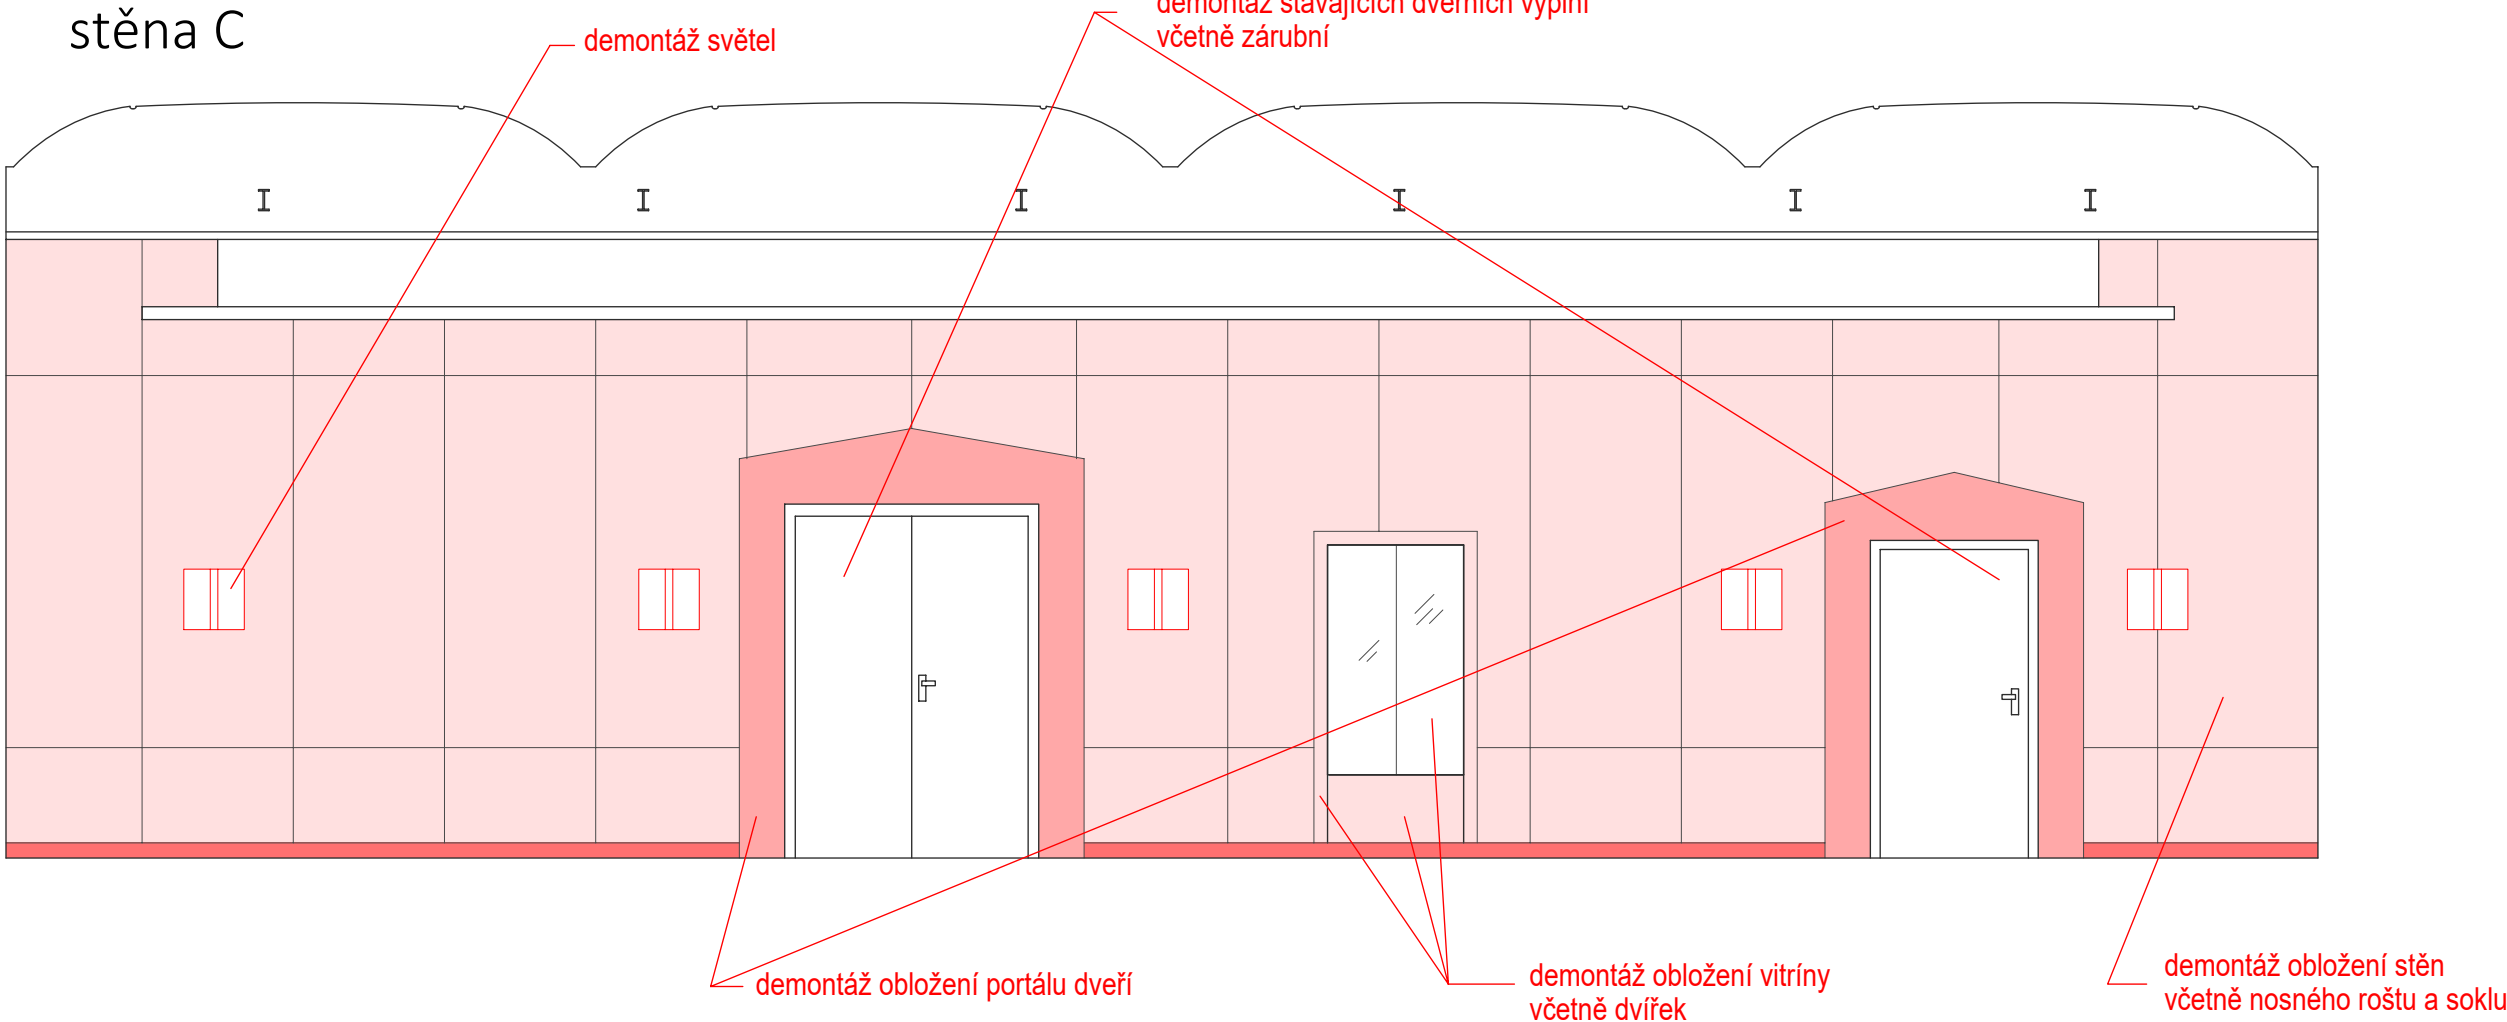 stěna C
demontáž světel
demontáž stávajících dveřních výplní
včetně zárubní
demontáž obložení portálu dveří
demontáž obložení vitríny
včetně dvířek
demontáž obložení stěn
včetně nosného roštu a soklu